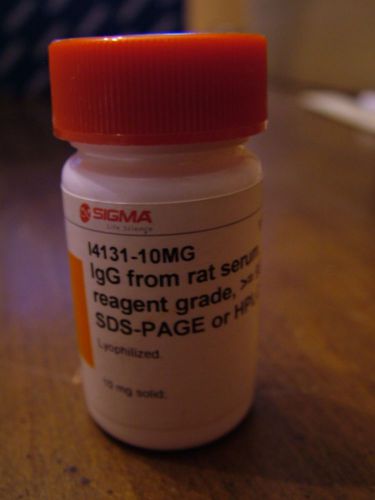 SIGMA
Life Science
I4131-10MG
IgG from rat serum,
reagent grade, >=
SDS-PAGE or
Lyophilized.
10 mg solid.